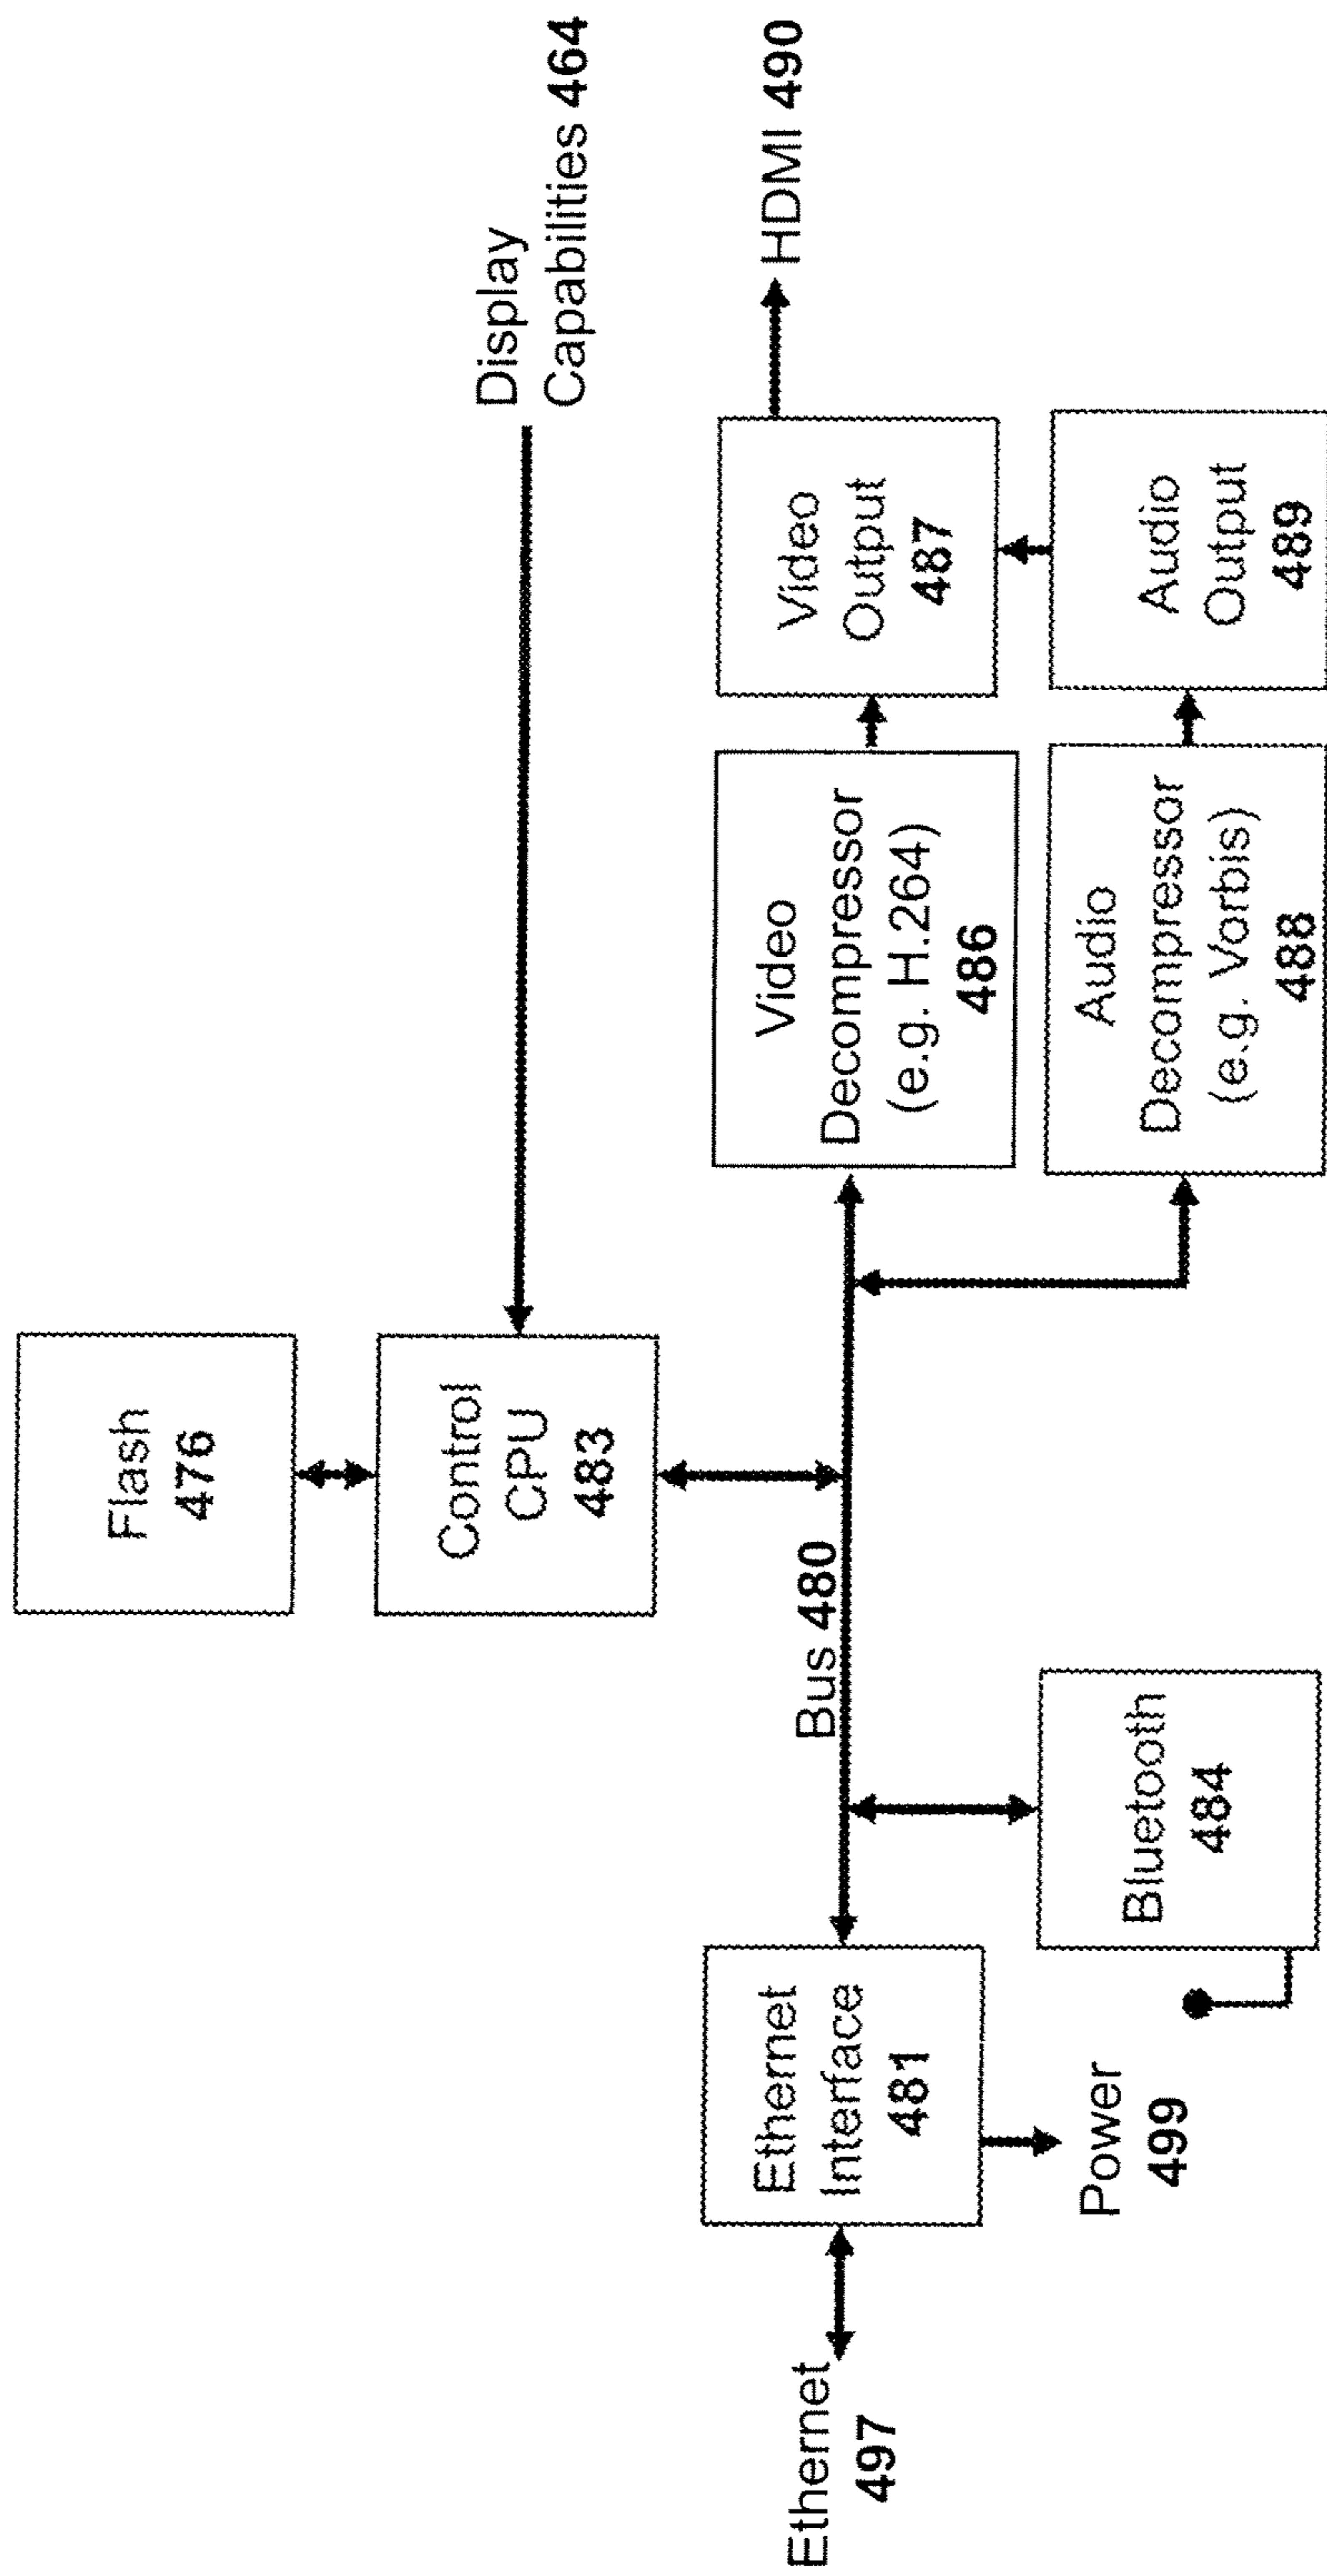 Flash
476
Control
CPU
483
Display
Capabilities 464
Ethernet
497
Ethernet
Interface
481
Bus 480
Video
Decompressor
(e.g. H.264)
486
Video
Output
487
HDMI 490
Power
499
Bluetooth
484
Audio
Decompressor
(e.g. Vorbis)
488
Audio
Output
489